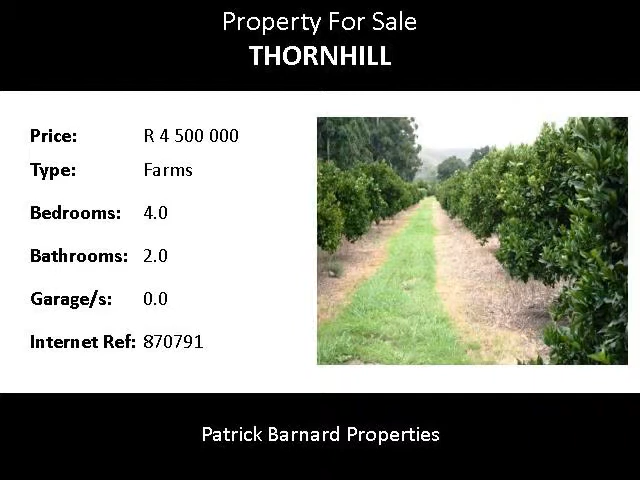 Property For Sale
THORNHILL
Price: R 4 500 000
Type: Farms
Bedrooms: 4.0
Bathrooms: 2.0
Garage/s: 0.0
Internet Ref: 870791
Patrick Barnard Properties